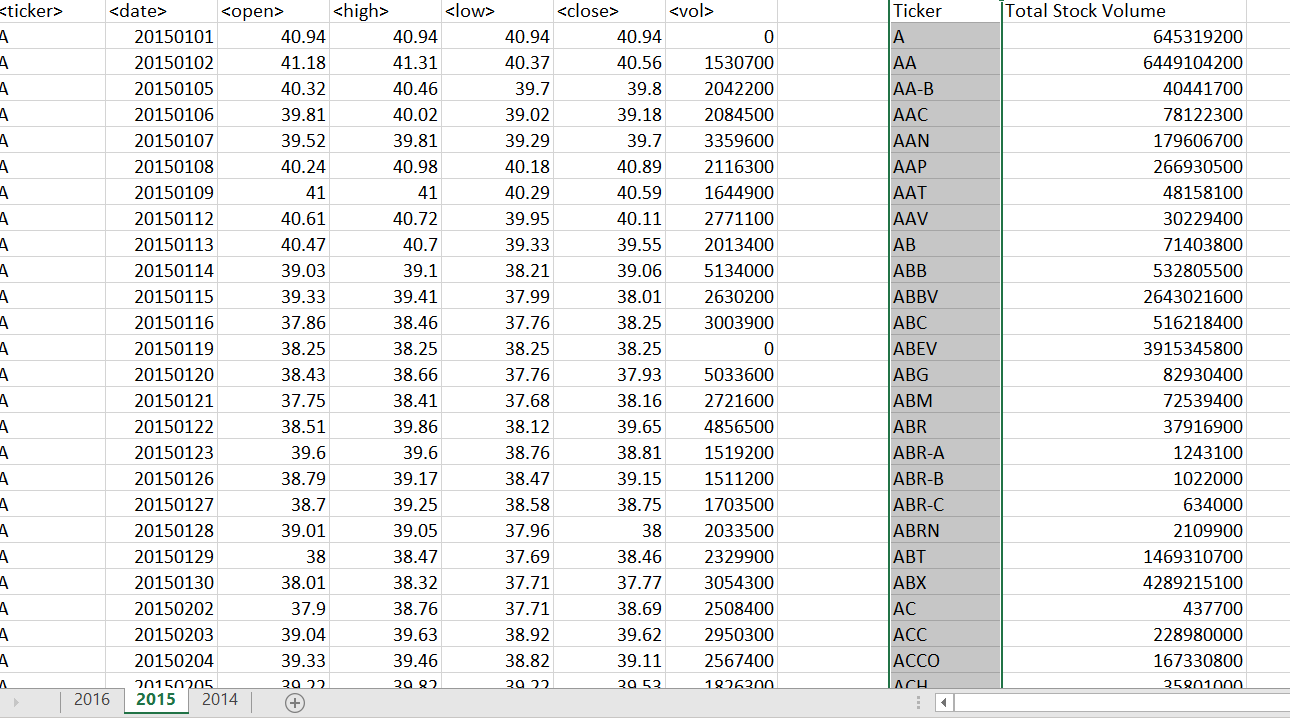 <ticker> <date> <open> <high> <low> <close> <vol> Ticker Total Stock Volume
A 20150101 40.94 40.94 40.94 40.94 0 A 645319200
A 20150102 41.18 41.31 40.37 40.56 1530700 AA 6449104200
A 20150105 40.32 40.46 39.7 39.8 2042200 AA-B 40441700
A 20150106 39.81 40.02 39.02 39.18 2084500 AAC 78122300
A 20150107 39.52 39.81 39.29 39.7 3359600 AAN 179606700
A 20150108 40.24 40.98 40.18 40.89 2116300 AAP 266930500
A 20150109 41 41 40.29 40.59 1644900 AAT 48158100
A 20150112 40.61 40.72 39.95 40.11 2771100 AAV 30229400
A 20150113 40.47 40.7 39.33 39.55 2013400 AB 71403800
A 20150114 39.03 39.1 38.21 39.06 5134000 ABB 532805500
A 20150115 39.33 39.41 37.99 38.01 2630200 ABBV 2643021600
A 20150116 37.86 38.46 37.76 38.25 3003900 ABC 516218400
A 20150119 38.25 38.25 38.25 38.25 0 ABEV 3915345800
A 20150120 38.43 38.66 37.76 37.93 5033600 ABG 82930400
A 20150121 37.75 38.41 37.68 38.16 2721600 ABM 72539400
A 20150122 38.51 39.86 38.12 39.65 4856500 ABR 37916900
A 20150123 39.6 39.6 38.76 38.81 1519200 ABR-A 1243100
A 20150126 38.79 39.17 38.47 39.15 1511200 ABR-B 1022000
A 20150127 38.7 39.25 38.58 38.75 1703500 ABR-C 634000
A 20150128 39.01 39.05 37.96 38 2033500 ABRN 2109900
A 20150129 38 38.47 37.69 38.46 2329900 ABT 1469310700
A 20150130 38.01 38.32 37.71 37.77 3054300 ABX 4289215100
A 20150202 37.9 38.76 37.71 38.69 2508400 AC 437700
A 20150203 39.04 39.63 38.92 39.62 2950300 ACC 228980000
A 20150204 39.33 39.46 38.82 39.11 2567400 ACCO 167330800
A 20150205 39.22 39.82 39.22 39.53 1826300 ACH 35801000
2016 2015 2014